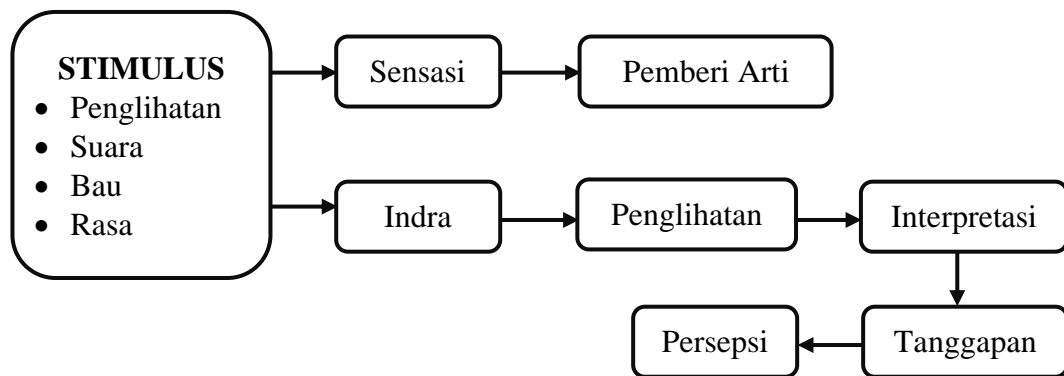 STIMULUS
• Penglihatan
• Suara
• Bau
• Rasa
Sensasi
Pemberi Arti
Indra
Penglihatan
Interpretasi
Tanggapan
Persepsi